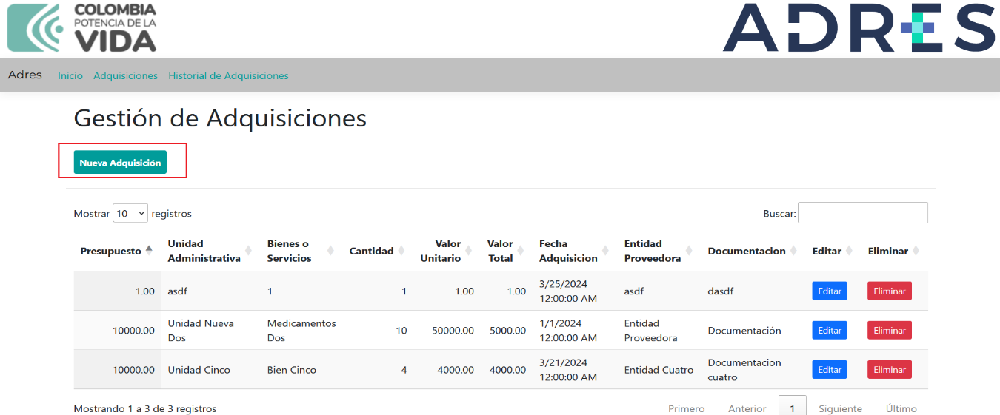 COLOMBIA
POTENCIA DE LA
VIDA
ADRES
Adres Inicio Adquisiciones Historial de Adquisiciones
Gestión de Adquisiciones
Nueva Adquisición
Mostrar 10 registros Buscar:
Presupuesto Unidad Administrativa Bienes o Servicios Cantidad Valor Unitario Valor Total Fecha Adquisicion Entidad Proveedora Documentacion Editar Eliminar
1.00 asdf 1 1 1.00 1.00 3/25/2024 12:00:00 AM asdf dasdf Editar Eliminar
10000.00 Unidad Nueva Dos Medicamentos Dos 10 50000.00 5000.00 1/1/2024 12:00:00 AM Entidad Proveedora Documentación Editar Eliminar
10000.00 Unidad Cinco Bien Cinco 4 4000.00 4000.00 3/21/2024 12:00:00 AM Entidad Cuatro Documentacion cuatro Editar Eliminar
Mostrando 1 a 3 de 3 registros Primero Anterior 1 Siguiente Último